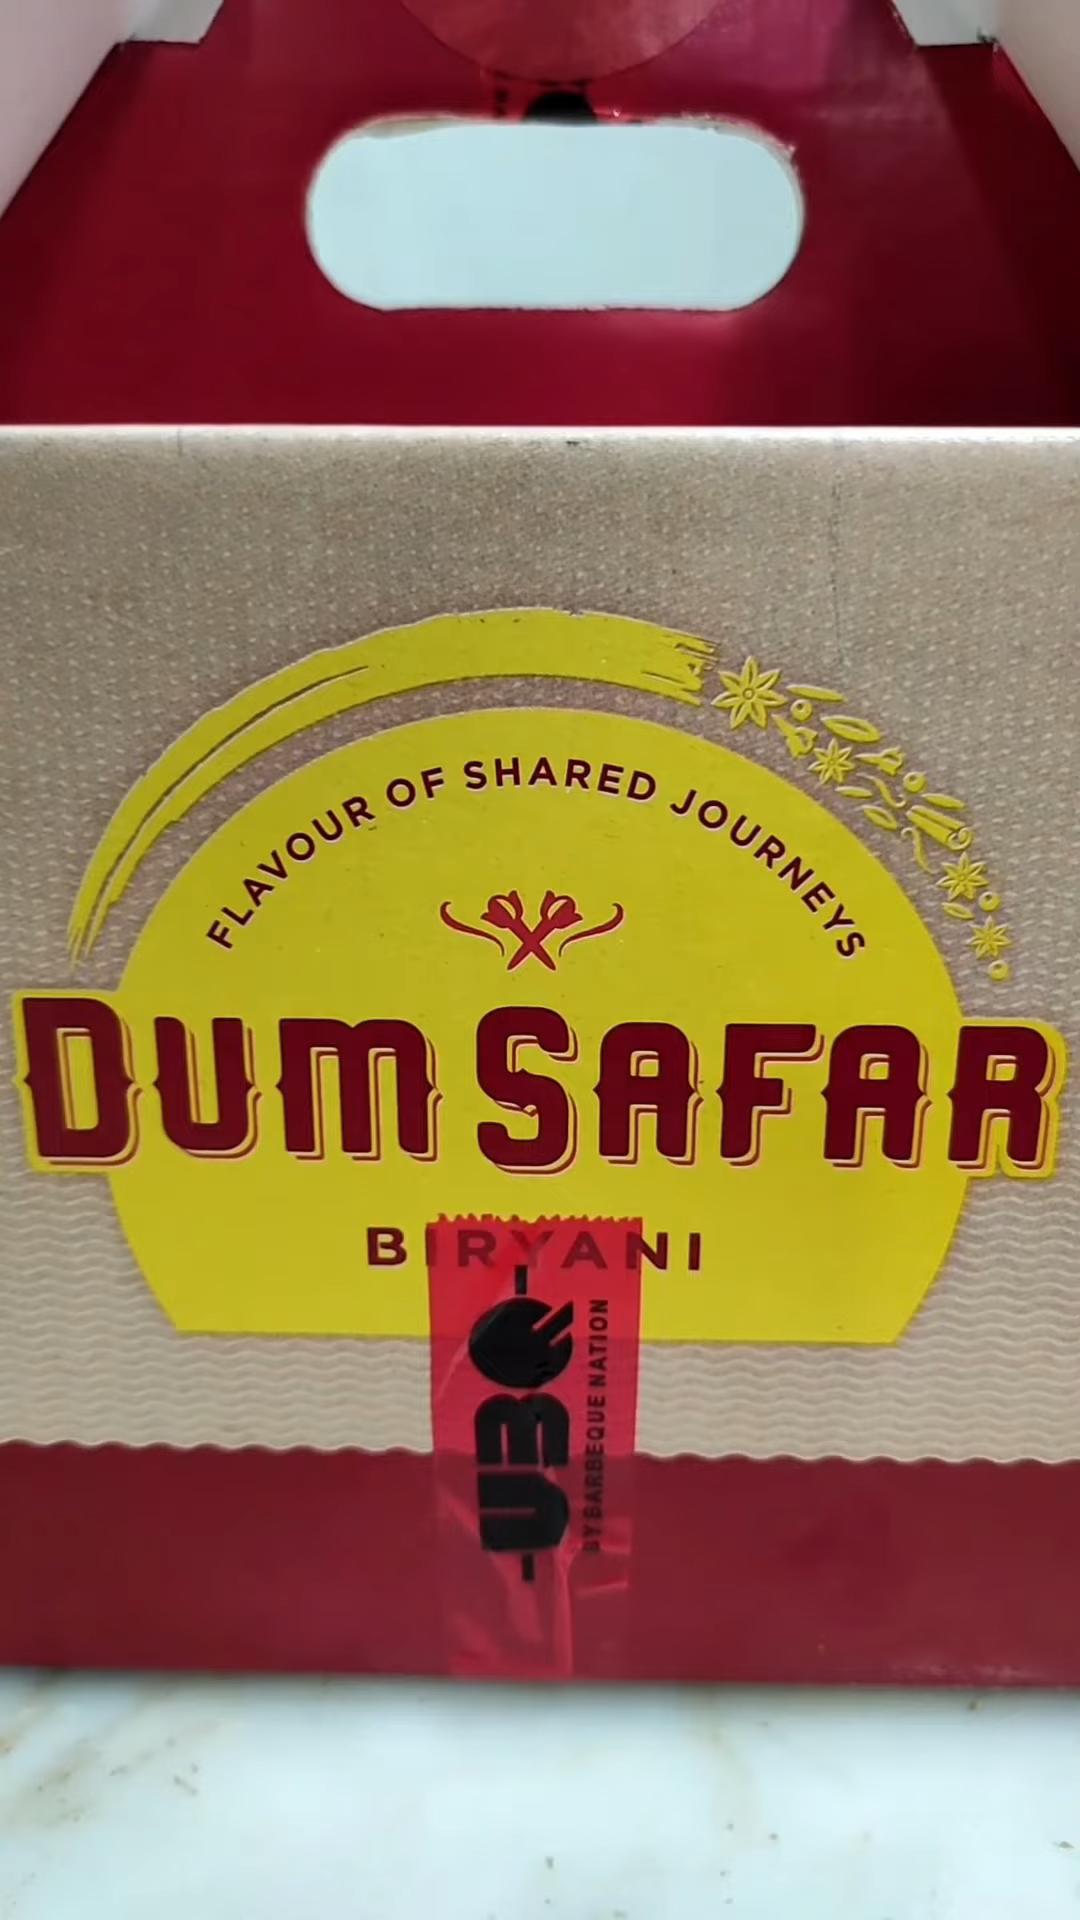 FLAVOUR OF SHARED JOURNEYS
DUM SAFAR
BIRYANI
UBQ
BY BARBEQUE NATION